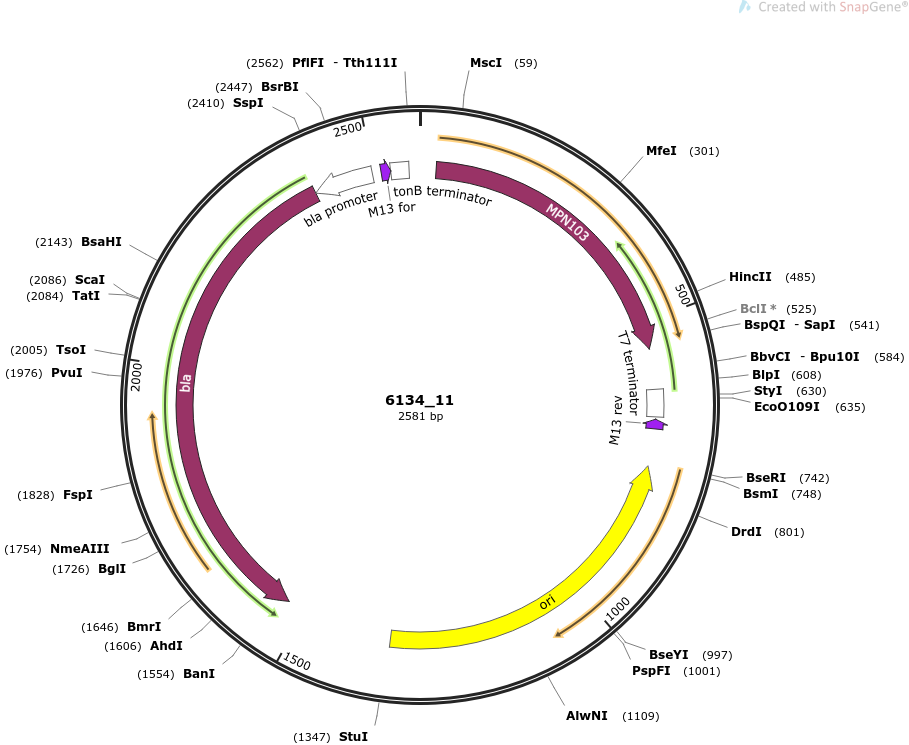 Created with SnapGene®
(2562) PflFI - Tth111I
MscI (59)
(2447) BsrBI
(2410) SspI
2500
MfeI (301)
tonB terminator
bla promoter
M13 for
MPN103
(2143) BsaHI
HincII (485)
(2086) ScaI
(2084) TatI
500
BclI * (525)
BspQI - SapI (541)
(2005) TsoI
BbvCI - Bpu10I (584)
(1976) PvuI
2000
BlpI (608)
bla
T7 terminator
StyI (630)
EcoO109I (635)
6134_11
2581 bp
M13 rev
BseRI (742)
(1828) FspI
BsmI (748)
DrdI (801)
(1754) NmeAIII
(1726) BglI
ori
1000
(1646) BmrI
(1606) AhdI
BseYI (997)
1500
(1554) BanI
PspFI (1001)
AlwNI (1109)
(1347) StuI